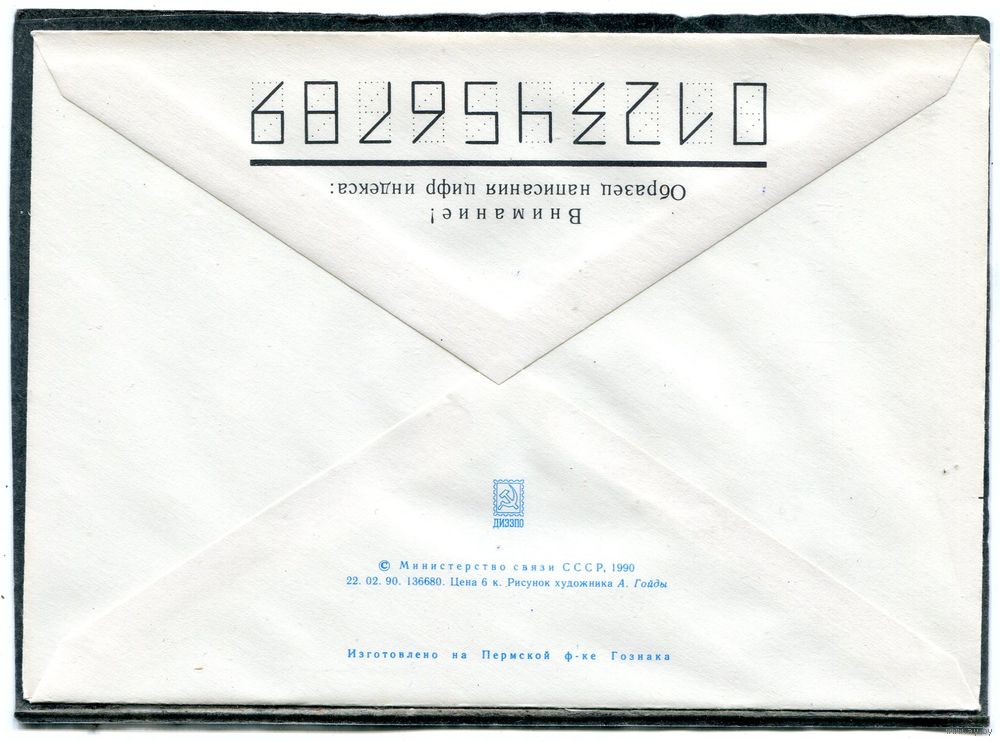 Внимание!
Образец написания цифр индекса:
0123456789
ДИЭЗПО
© Министерство связи СССР, 1990
22. 02. 90. 136680. Цена 6 к. Рисунок художника А. Гойды
Изготовлено на Пермской ф-ке Гознака